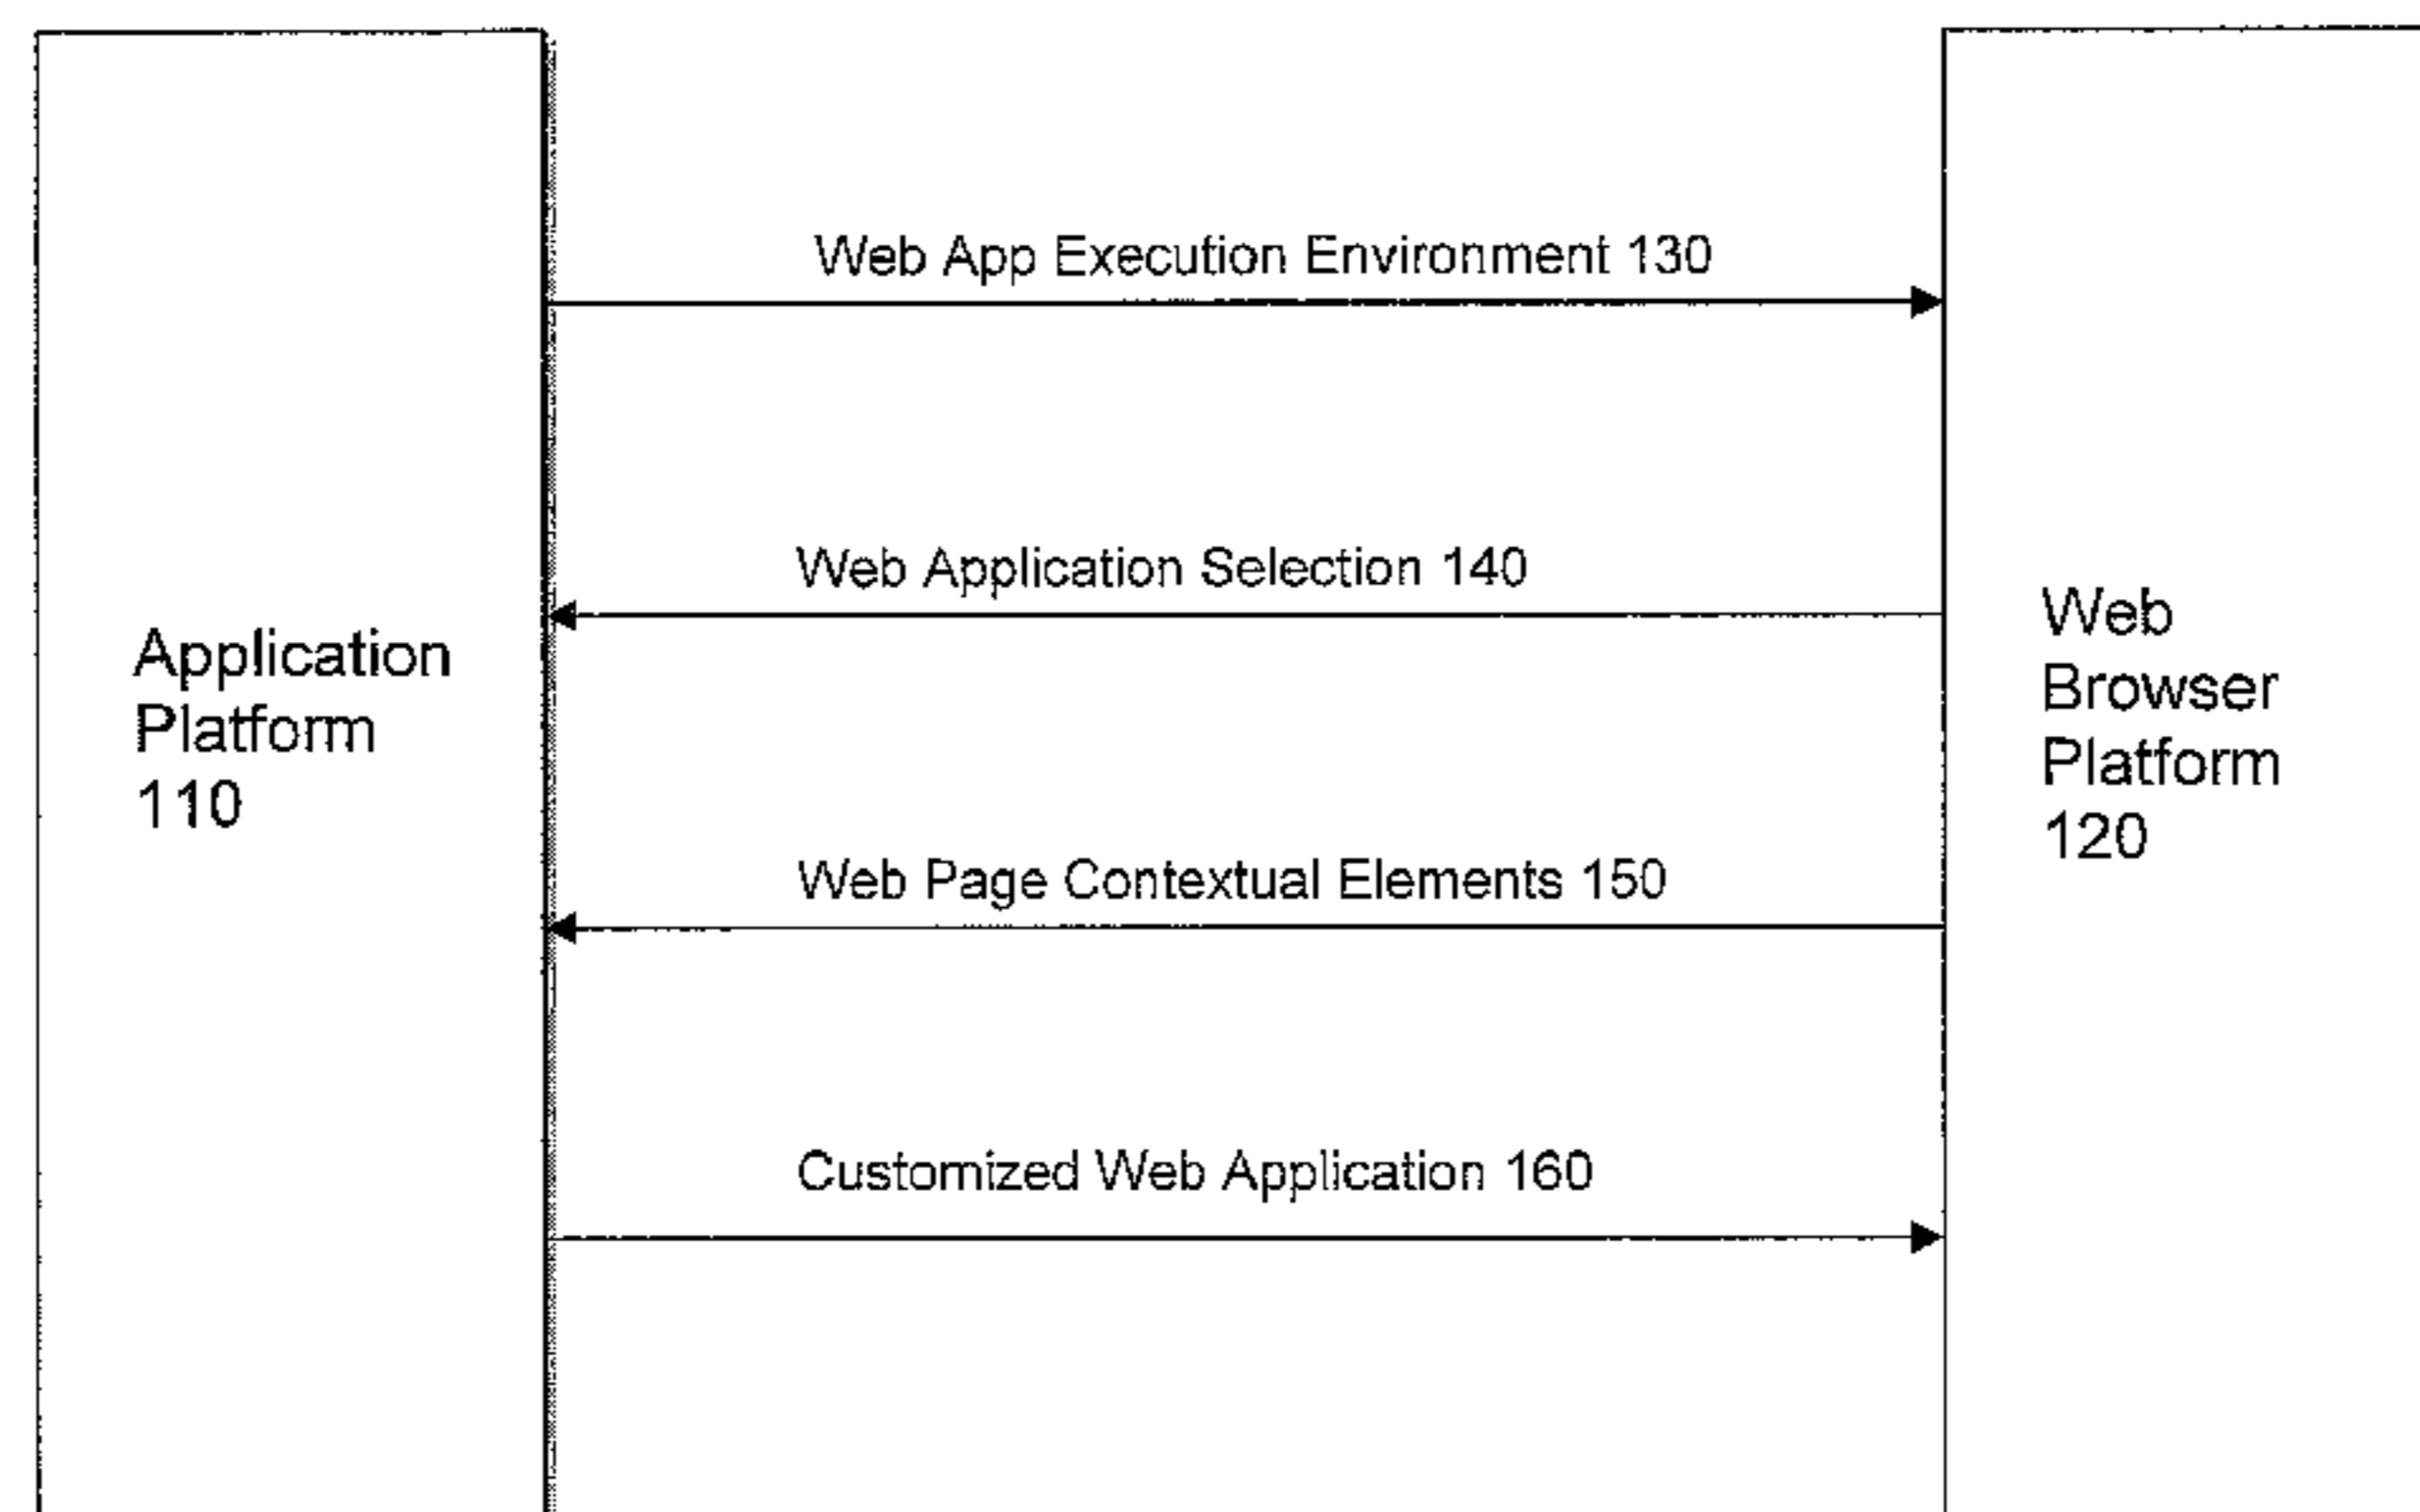 Web App Execution Environment 130
Web Application Selection 140
Application
Platform
110
Web
Browser
Platform
120
Web Page Contextual Elements 150
Customized Web Application 160